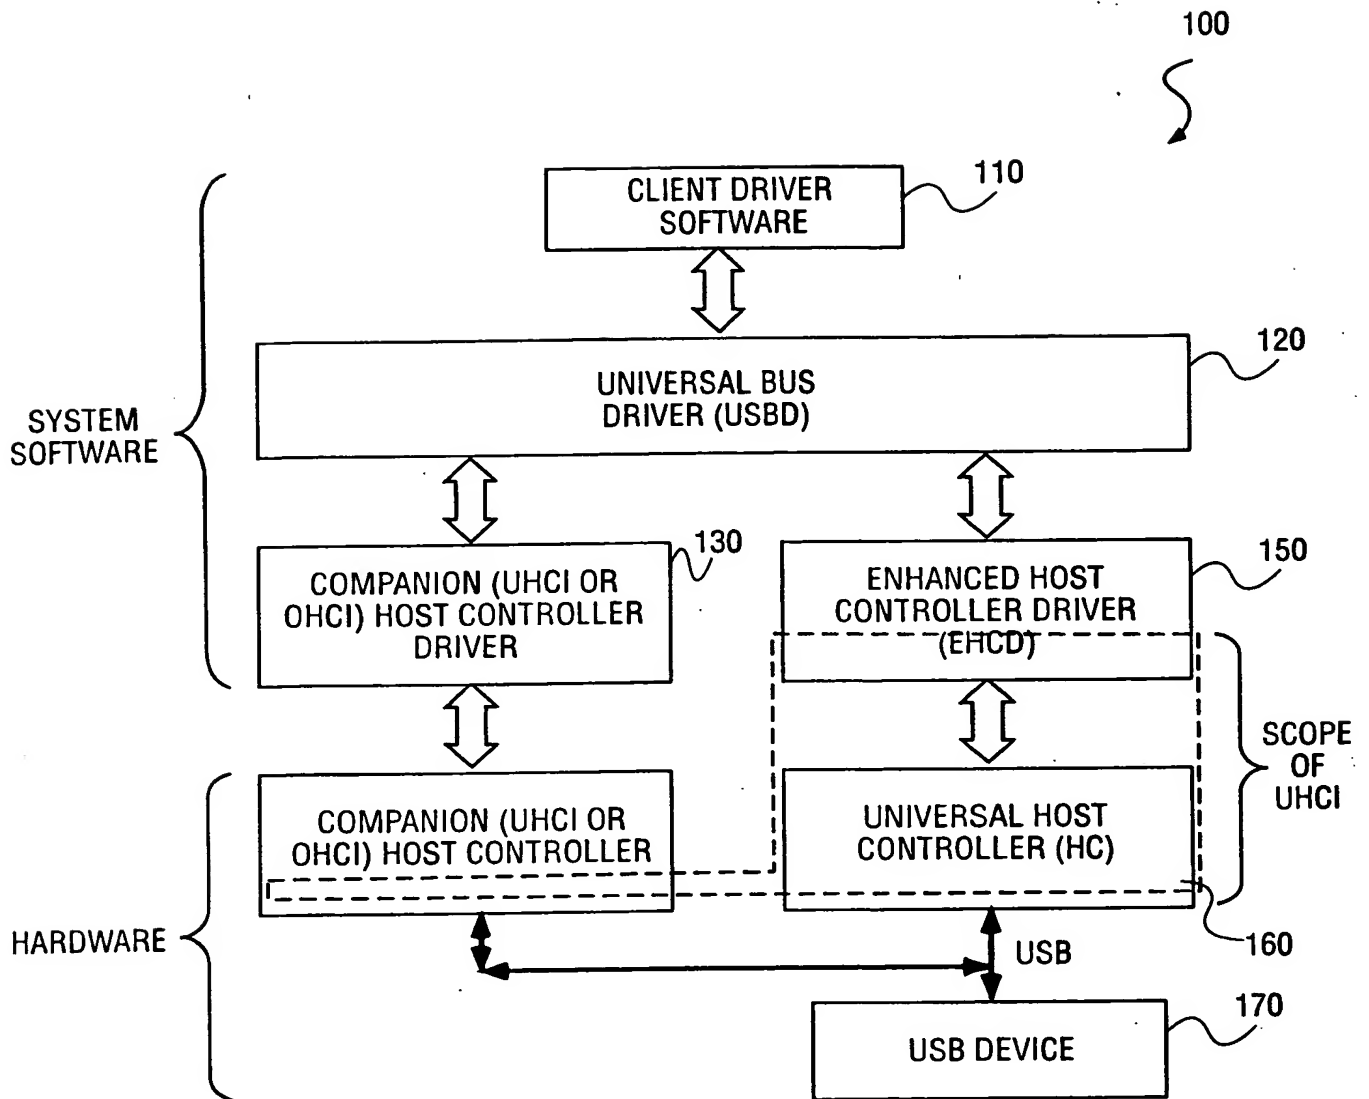 100
CLIENT DRIVER
SOFTWARE
110
UNIVERSAL BUS
DRIVER (USBD)
120
SYSTEM
SOFTWARE
COMPANION (UHCI OR
OHCI) HOST CONTROLLER
DRIVER
130
ENHANCED HOST
CONTROLLER DRIVER
(EHCD)
150
SCOPE
OF
UHCI
COMPANION (UHCI OR
OHCI) HOST CONTROLLER
UNIVERSAL HOST
CONTROLLER (HC)
160
HARDWARE
USB
USB DEVICE
170